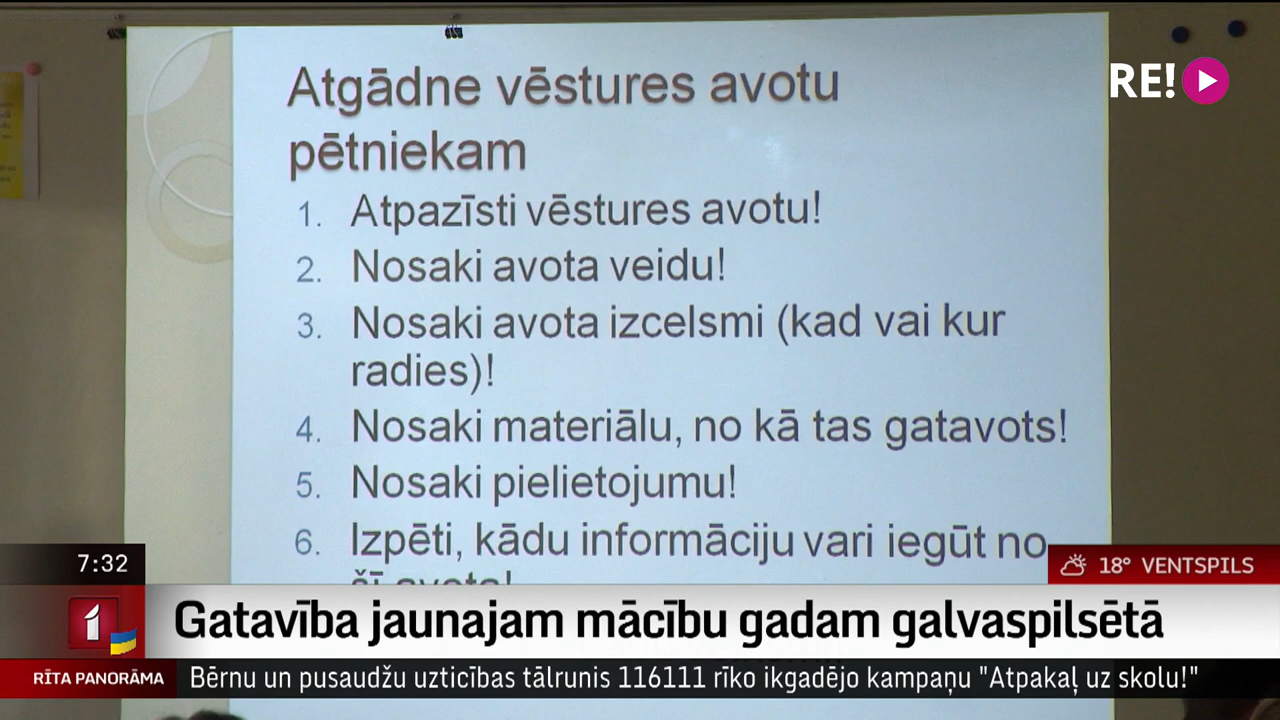 RE!
Atgādne vēstures avotu
pētniekam
1. Atpazīsti vēstures avotu!
2. Nosaki avota veidu!
3. Nosaki avota izcelsmi (kad vai kur
radies)!
4. Nosaki materiālu, no kā tas gatavots!
5. Nosaki pielietojumu!
6. Izpēti, kādu informāciju vari iegūt no
šī avota!
7:32
18° VENTSPILS
1
Gatavība jaunajam mācību gadam galvaspilsētā
RĪTA PANORĀMA
Bērnu un pusaudžu uzticības tālrunis 116111 rīko ikgadējo kampaņu "Atpakaļ uz skolu!"